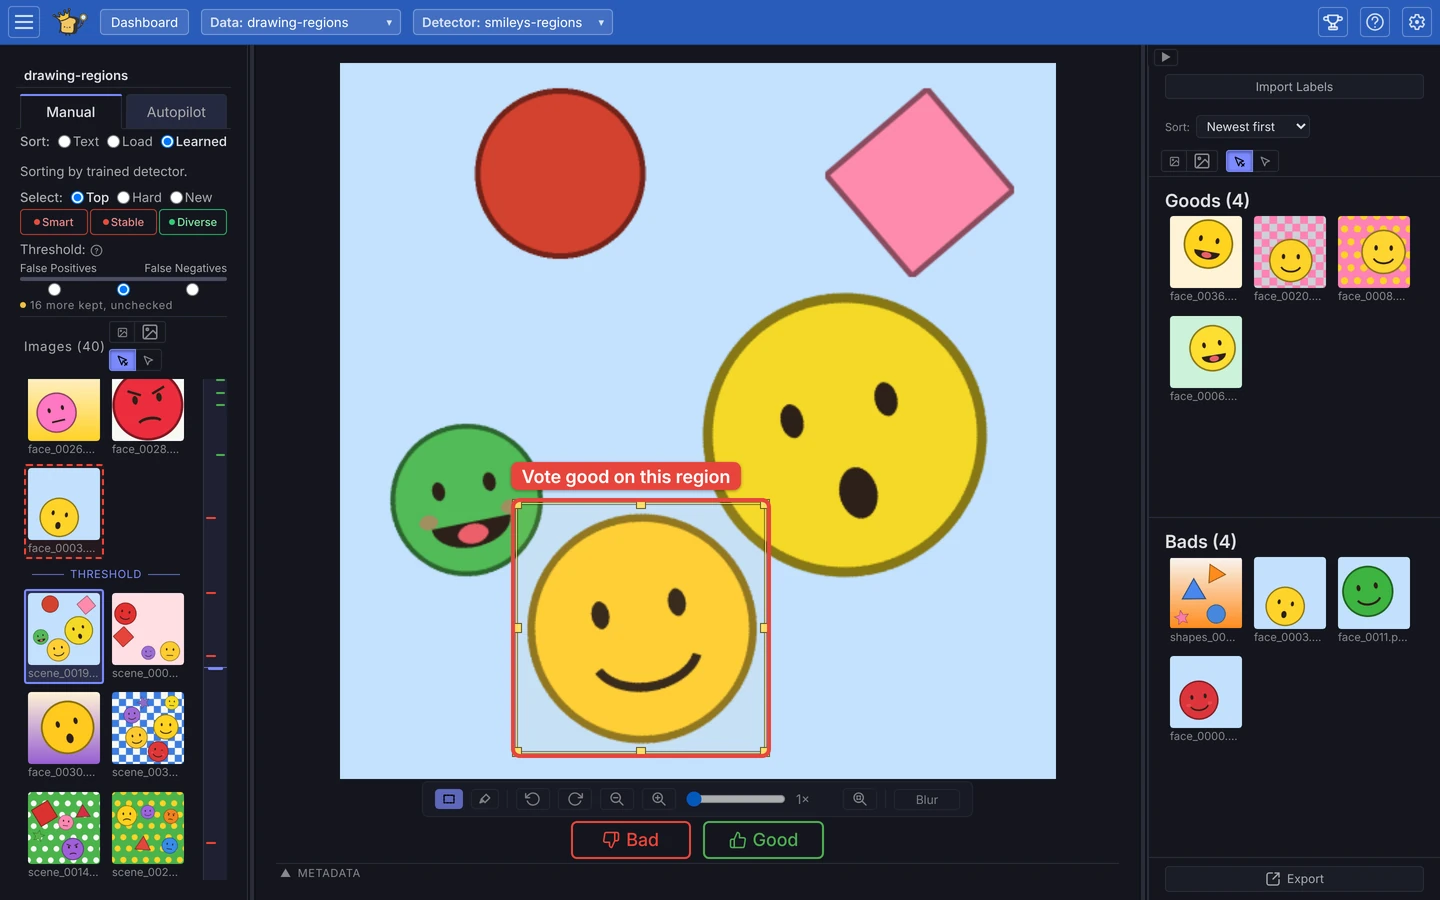 Dashboard
Data: drawing-regions
Detector: smileys-regions
drawing-regions
Manual
Autopilot
Sort: Text Load Learned
Sorting by trained detector.
Select: Top Hard New
Smart
Stable
Diverse
Threshold:
False Positives
False Negatives
16 more kept, unchecked
Images (40)
face_0026....
face_0028....
face_0003....
THRESHOLD
scene_0019...
scene_000...
face_0030....
scene_003...
scene_0014...
scene_002...
Vote good on this region
1×
Blur
Bad
Good
METADATA
Import Labels
Sort: Newest first
Goods (4)
face_0036....
face_0020....
face_0008....
face_0006....
Bads (4)
shapes_00...
face_0003....
face_0011.p...
face_0000....
Export